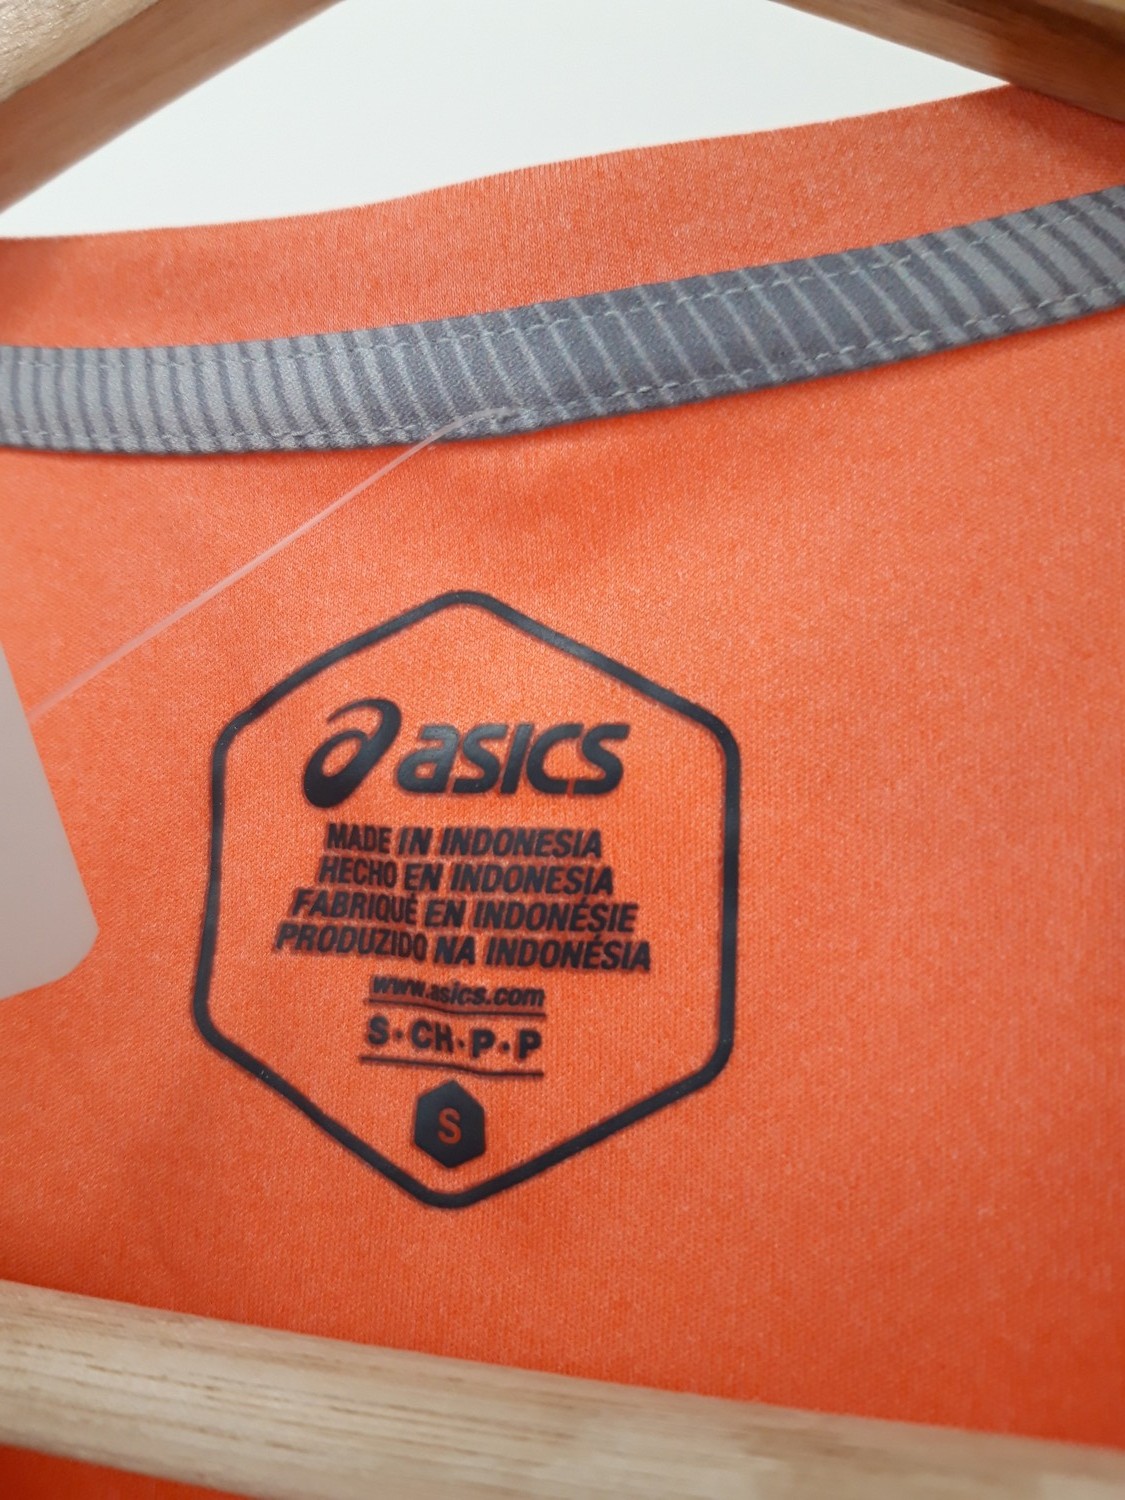 asics
MADE IN INDONESIA
HECHO EN INDONESIA
FABRIQUÉ EN INDONÉSIE
PRODUZIDO NA INDONÉSIA
www.asics.com
S·CH·P·P
S